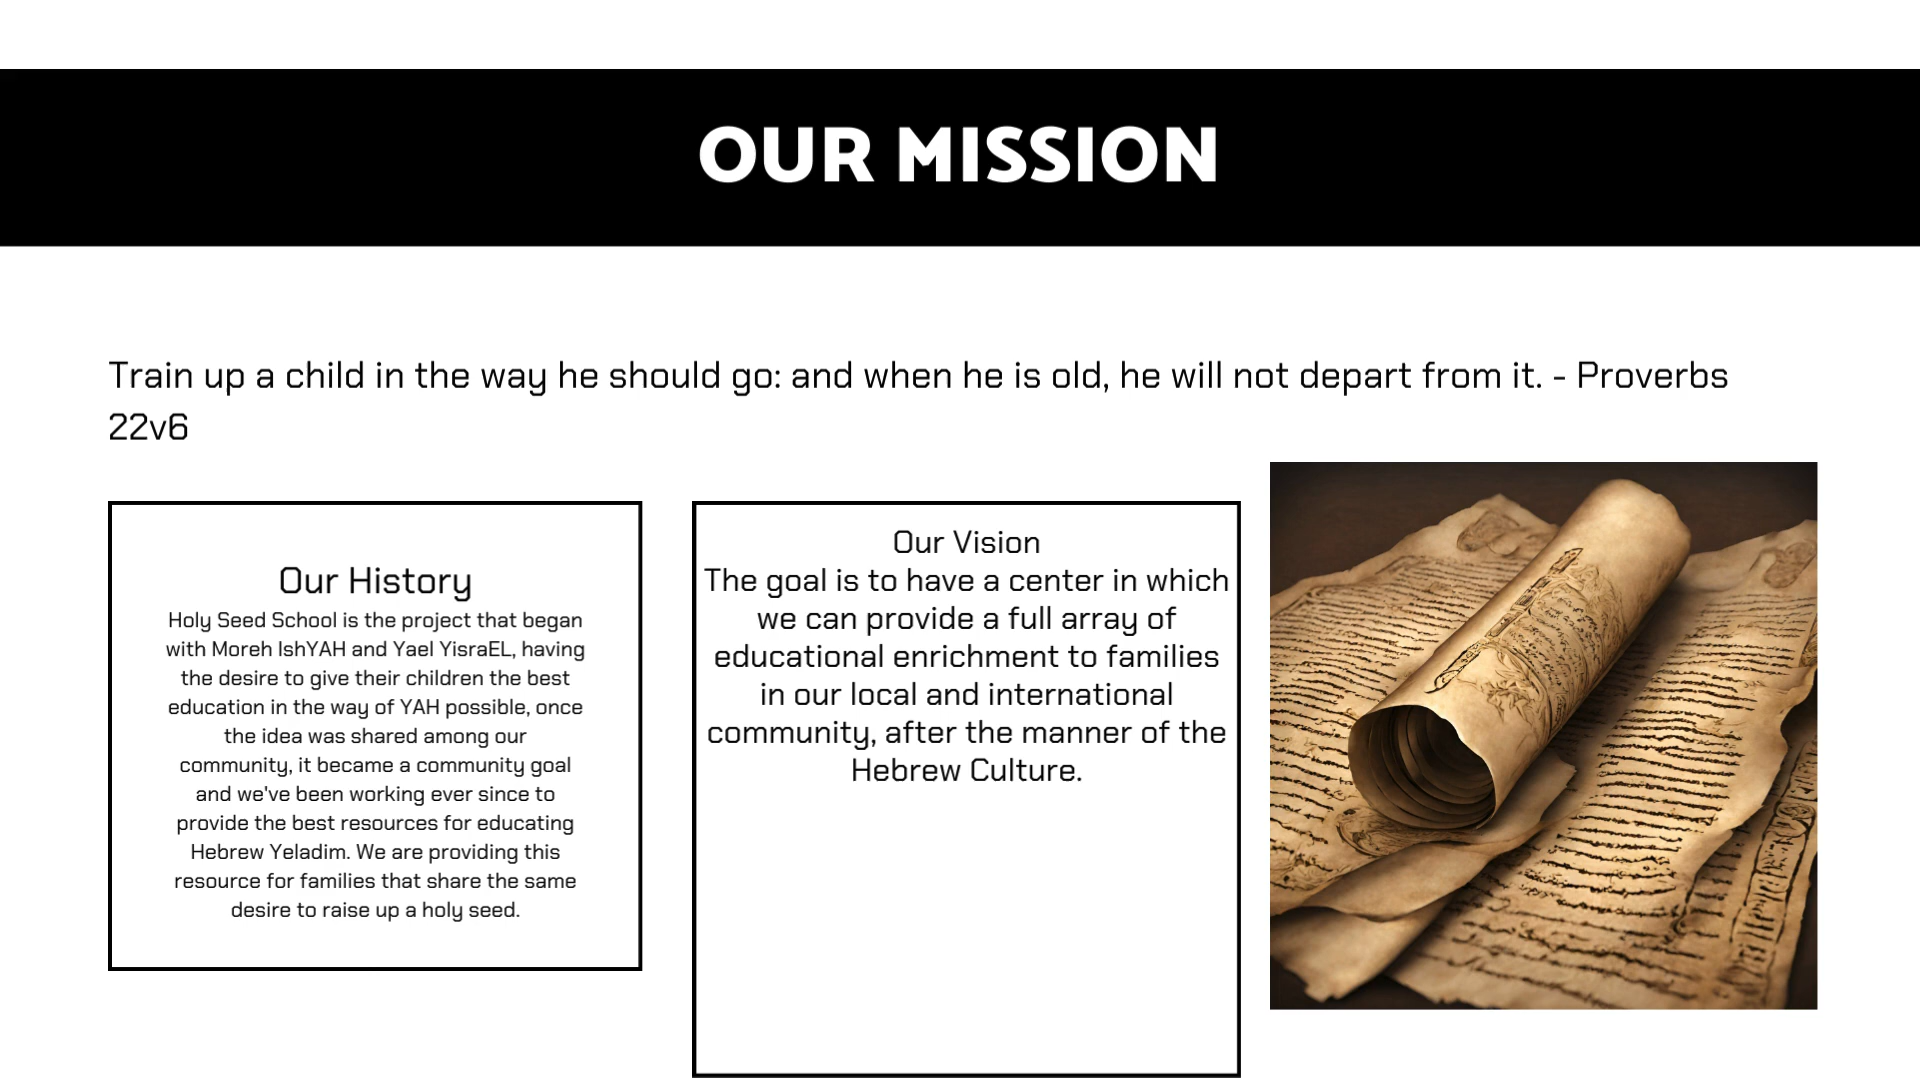 OUR MISSION
Train up a child in the way he should go: and when he is old, he will not depart from it. - Proverbs
22v6
Our History
Holy Seed School is the project that began
with Moreh IshYAH and Yael YisraEL, having
the desire to give their children the best
education in the way of YAH possible, once
the idea was shared among our
community, it became a community goal
and we've been working ever since to
provide the best resources for educating
Hebrew Yeladim. We are providing this
resource for families that share the same
desire to raise up a holy seed.
Our Vision
The goal is to have a center in which
we can provide a full array of
educational enrichment to families
in our local and international
community, after the manner of the
Hebrew Culture.